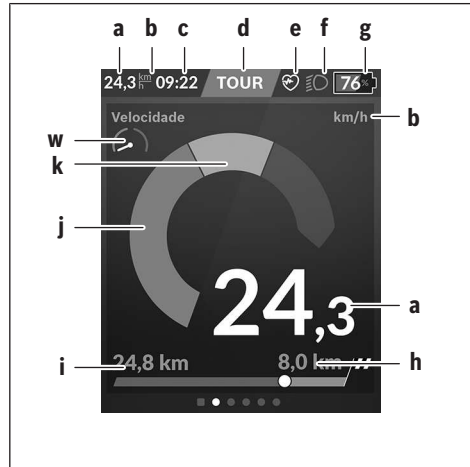 a b c d e f g
24,3 km/h 09:22 TOUR 76%
Velocidade km/h b
w
k
j
24,3 a
i 24,8 km 8,0 km h